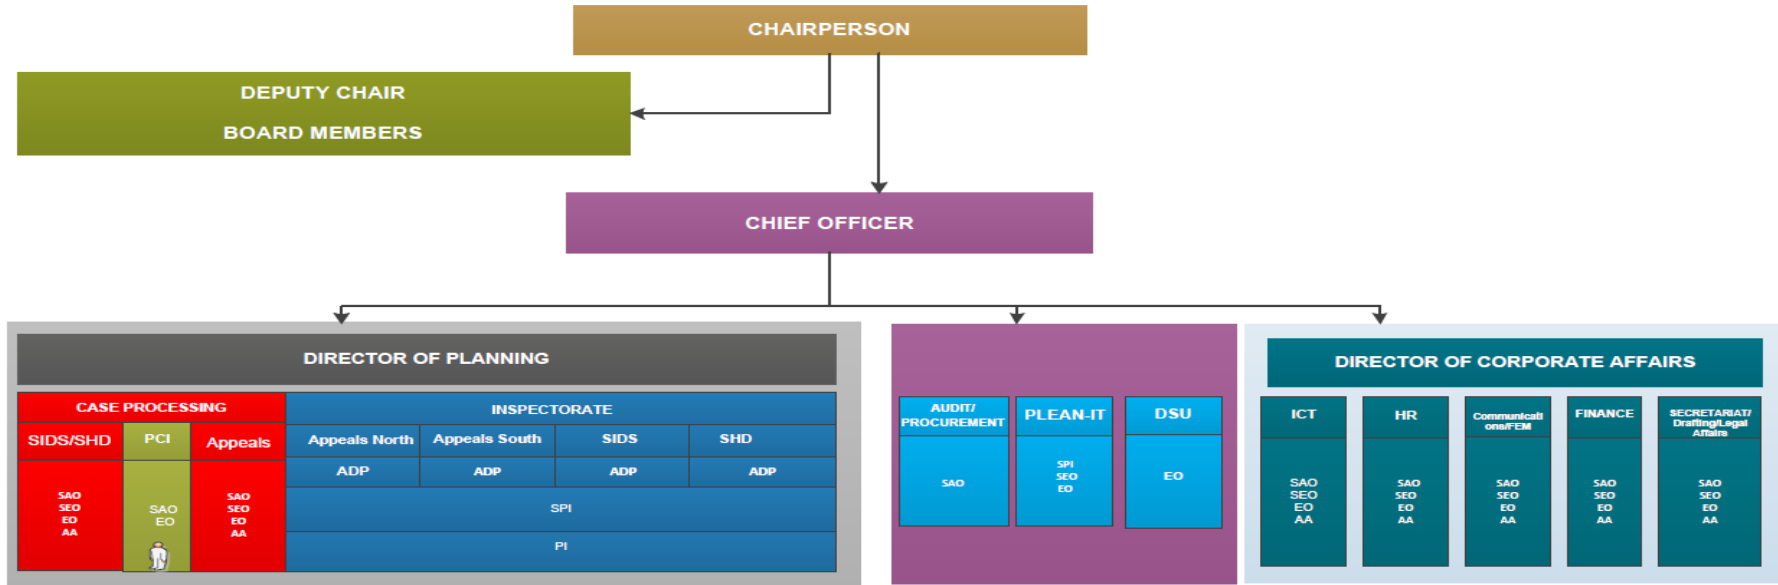 CHAIRPERSON
DEPUTY CHAIR
BOARD MEMBERS
CHIEF OFFICER
DIRECTOR OF PLANNING
CASE PROCESSING
SIDS/SHD
PCI
Appeals
SAO
SEO
EO
AA
SAO
EO
SAO
SEO
EO
AA
INSPECTORATE
Appeals North
Appeals South
SIDS
SHD
ADP
ADP
ADP
ADP
SPI
PI
AUDIT/
PROCUREMENT
SAO
PLEAN-IT
SPI
SEO
EO
DSU
EO
DIRECTOR OF CORPORATE AFFAIRS
ICT
SAO
SEO
EO
AA
HR
SAO
SEO
EO
AA
Communicati
ons/FEM
SAO
SEO
EO
AA
FINANCE
SAO
SEO
EO
AA
SECRETARIAT/
Drafting/Legal
Affairs
SAO
SEO
EO
AA